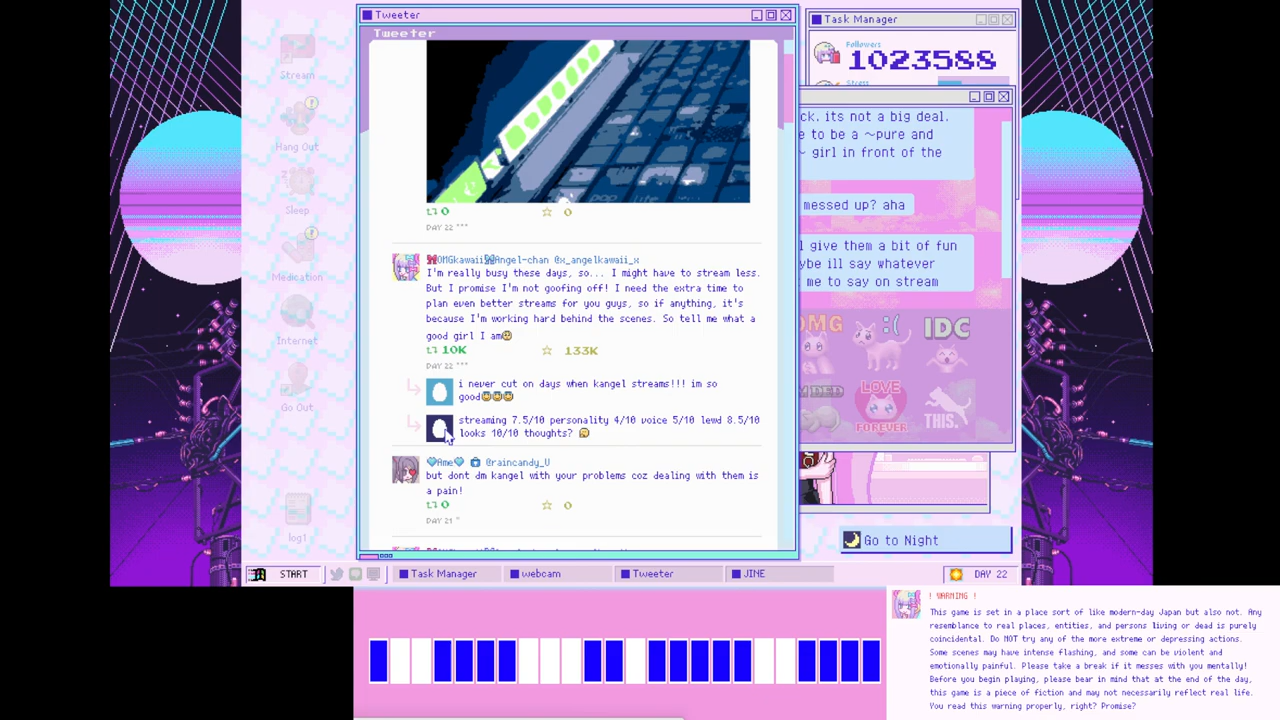 Tweeter
Tweeter
Task Manager
Followers
1023588
Stress
Stream
Hang Out
Sleep
Medication
Internet
Go Out
log1
0 0
DAY 22
OMGkawaii Angel-chan @x_angelkawaii_x
I'm really busy these days, so... I might have to stream less.
But I promise I'm not goofing off! I need the extra time to
plan even better streams for you guys, so if anything, it's
because I'm working hard behind the scenes. So tell me what a
good girl I am
10K 133K
DAY 22
i never cut on days when kangel streams!!! im so
good
streaming 7.5/10 personality 4/10 voice 5/10 lewd 8.5/10
looks 10/10 thoughts?
Ame @raincandy_U
but dont dm kangel with your problems coz dealing with them is
a pain!
0 0
DAY 21
ck. its not a big deal.
e to be a ~pure and
~ girl in front of the
messed up? aha
l give them a bit of fun
ybe ill say whatever
me to say on stream
OMG
:(
IDC
M DED
LOVE
FOREVER
THIS.
Go to Night
START
Task Manager
webcam
Tweeter
JINE
DAY 22
! WARNING !
This game is set in a place sort of like modern-day Japan but also not. Any
resemblance to real places, entities, and persons living or dead is purely
coincidental. Do NOT try any of the more extreme or depressing actions.
Some scenes may have intense flashing, and some can be violent and
emotionally painful. Please take a break if it messes with you mentally!
Before you begin playing, please bear in mind that at the end of the day,
this game is a piece of fiction and may not necessarily reflect real life.
You read this warning properly, right? Promise?